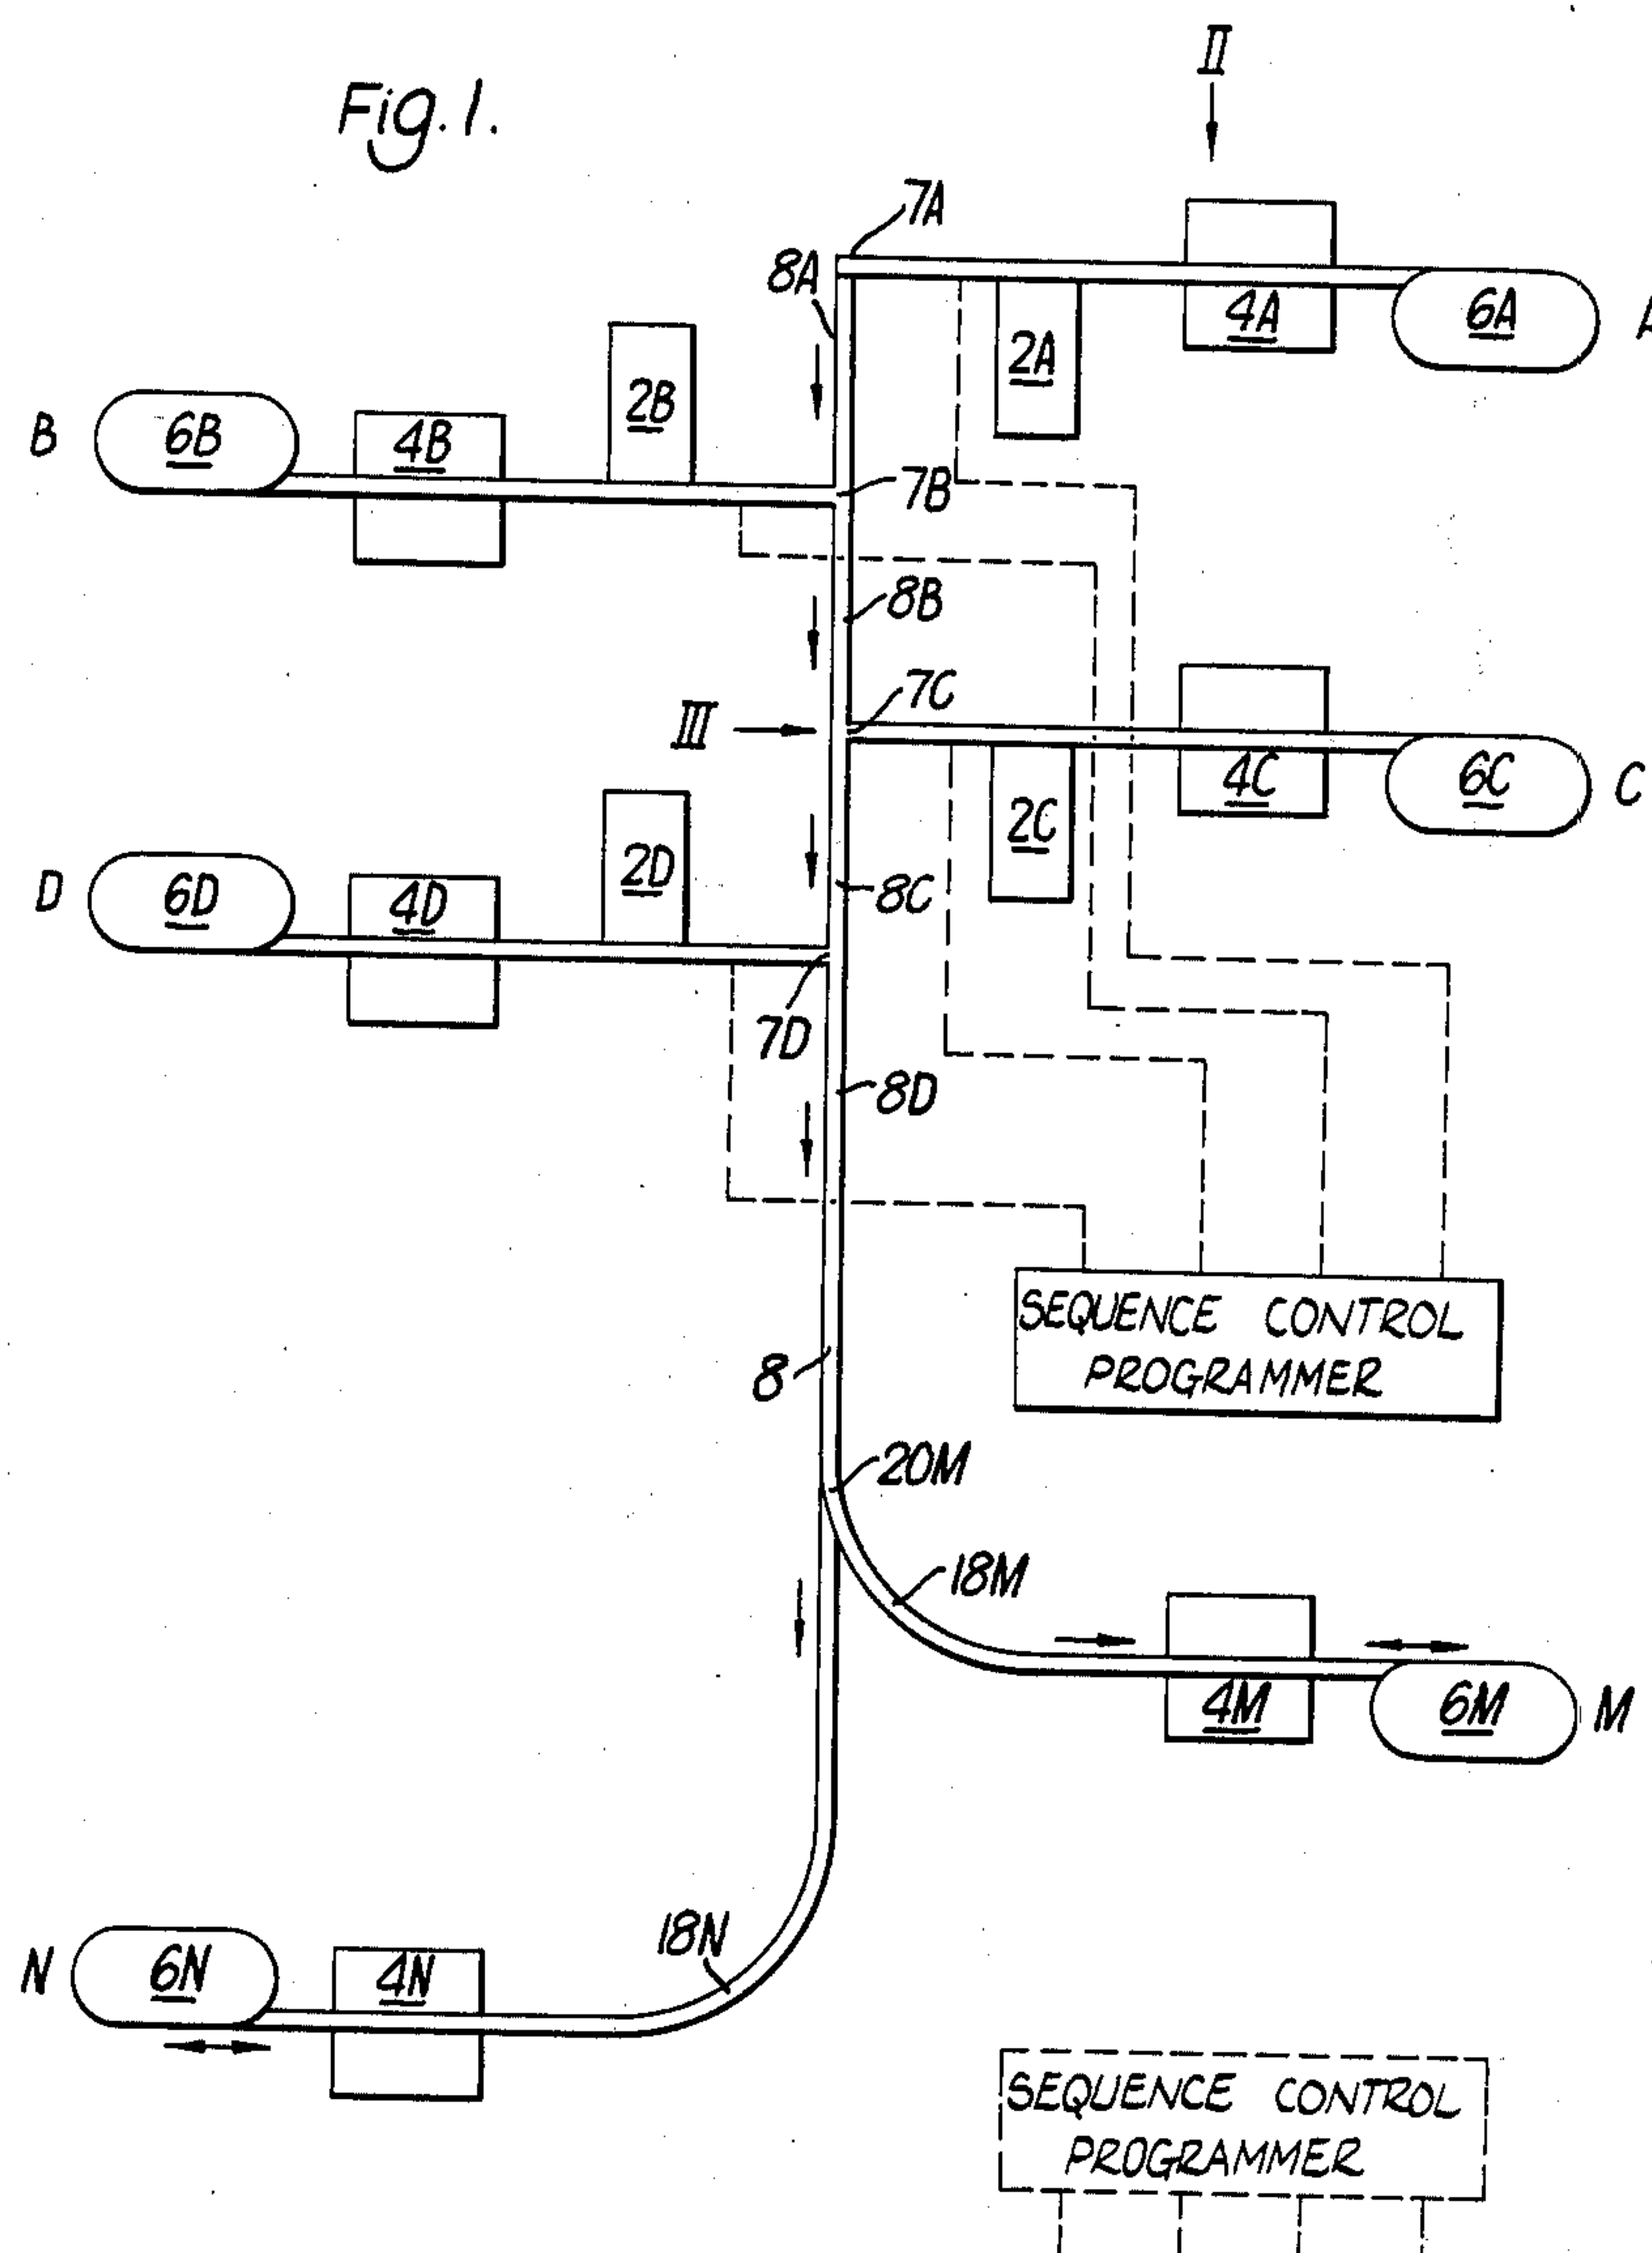 Fig. 1.
II
7A
8A
4A
6A
A
2A
2B
B
6B
4B
7B
8B
7C
III
4C
6C
C
2C
2D
8C
D
6D
4D
7D
8D
SEQUENCE CONTROL
PROGRAMMER
8
20M
18M
4M
6M
M
18N
N
6N
4N
SEQUENCE CONTROL
PROGRAMMER